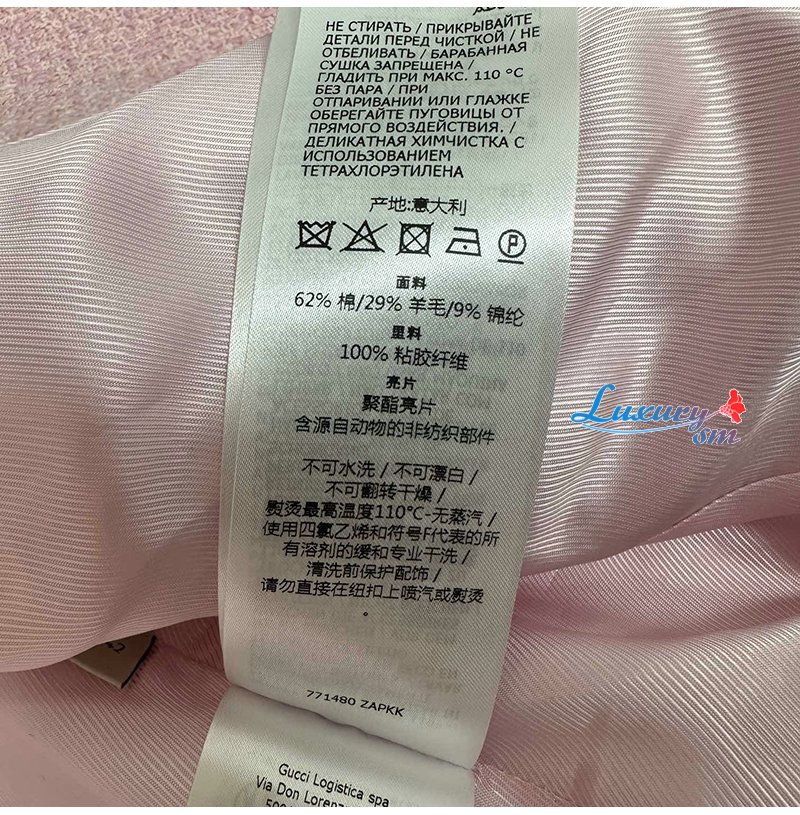 НЕ СТИРАТЬ / ПРИКРЫВАЙТЕ
ДЕТАЛИ ПЕРЕД ЧИСТКОЙ / НЕ
ОТБЕЛИВАТЬ / БАРАБАННАЯ
СУШКА ЗАПРЕЩЕНА /
ГЛАДИТЬ ПРИ МАКС. 110 °C
БЕЗ ПАРА / ПРИ
ОТПАРИВАНИИ ИЛИ ГЛАЖКЕ
ОБЕРЕГАЙТЕ ПУГОВИЦЫ ОТ
ПРЯМОГО ВОЗДЕЙСТВИЯ. /
ДЕЛИКАТНАЯ ХИМЧИСТКА С
ИСПОЛЬЗОВАНИЕМ
ТЕТРАХЛОРЭТИЛЕНА
产地:意大利
P
面料
62% 棉/29% 羊毛/9% 锦纶
里料
100% 粘胶纤维
亮片
聚酯亮片
含源自动物的非纺织部件
不可水洗 / 不可漂白 /
不可翻转干燥 /
熨烫最高温度110°C-无蒸汽 /
使用四氯乙烯和符号F代表的所
有溶剂的缓和专业干洗 /
清洗前保护配饰 /
请勿直接在纽扣上喷汽或熨烫
。
771480 ZAPKK
Gucci Logistica spa
Via Don Lorenz
42
Luxury
sm